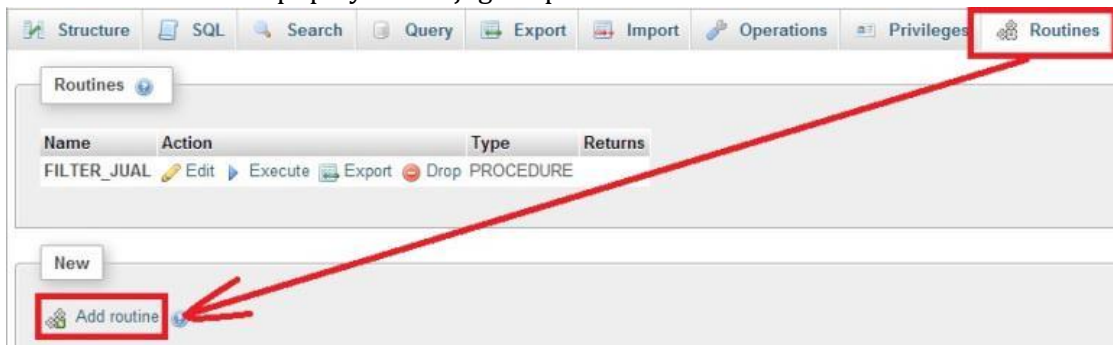 Structure SQL Search Query Export Import Operations Privileges Routines
Routines
Name Action Type Returns
FILTER_JUAL Edit Execute Export Drop PROCEDURE
New
Add routine